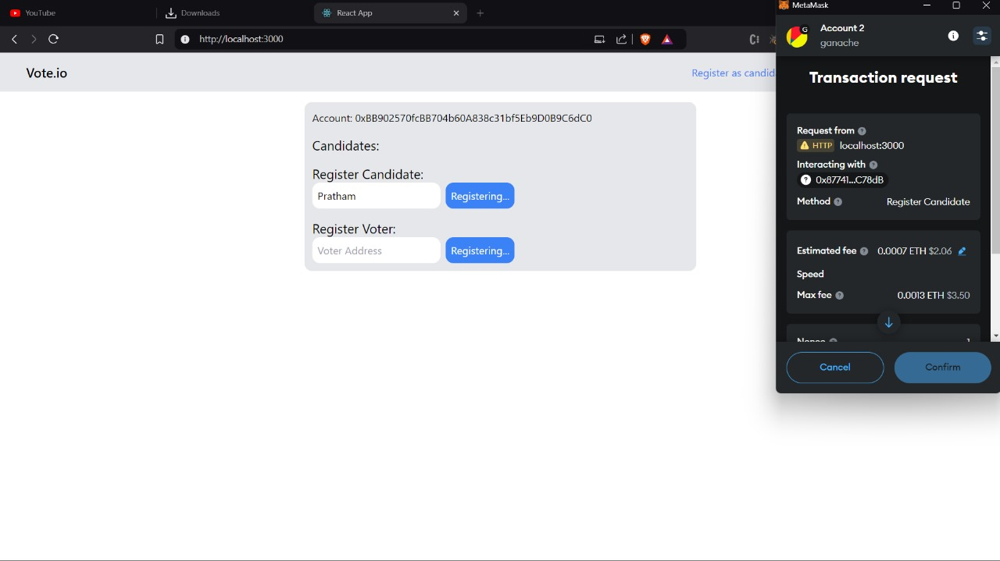 YouTube
Downloads
React App
http://localhost:3000
Vote.io
Register as candid
Account: 0xBB902570fcBB704b60A838c31bf5Eb9D0B9C6dC0
Candidates:
Register Candidate:
Pratham
Registering...
Register Voter:
Voter Address
Registering...
MetaMask
G
Account 2
ganache
Transaction request
Request from
HTTP localhost:3000
Interacting with
0x87741...C78dB
Method Register Candidate
Estimated fee 0.0007 ETH $2.06
Speed
Max fee 0.0013 ETH $3.50
Nonce 1
Cancel
Confirm